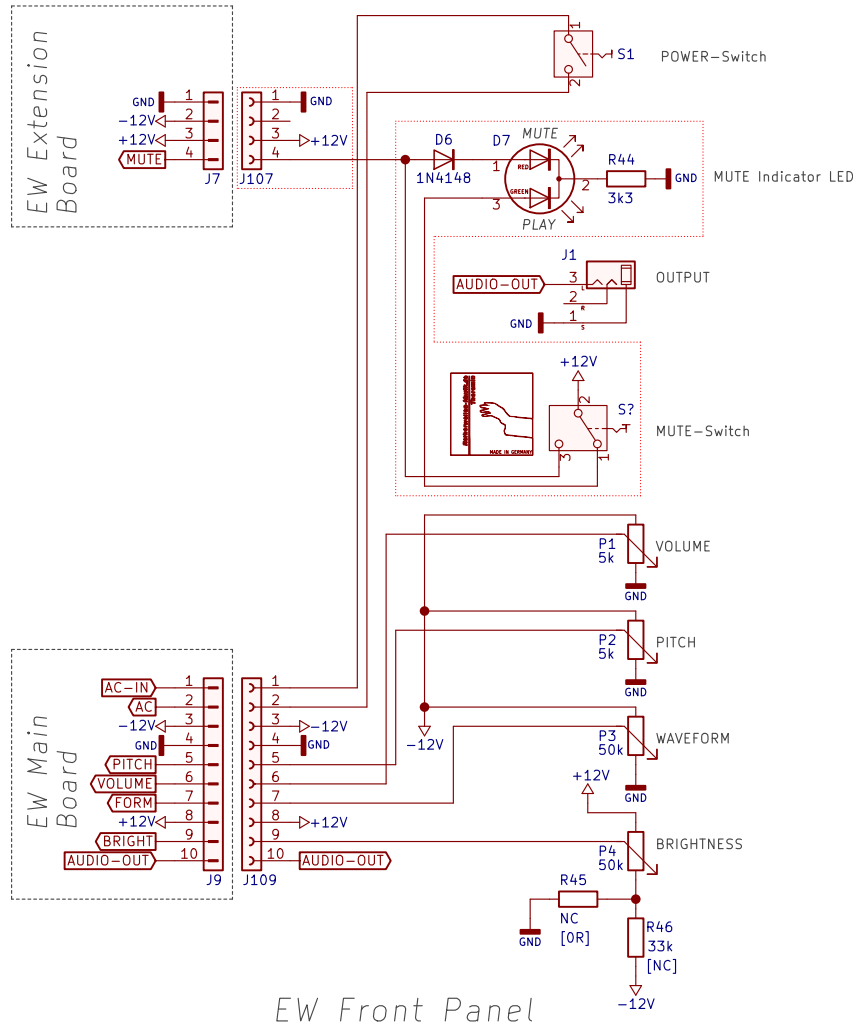 EW Extension
Board
GND
-12V
+12V
MUTE
1
2
3
4
J7
1
2
3
4
J107
GND
+12V
1
2
S1
POWER-Switch
D6
1N4148
D7
MUTE
RED
GREEN
PLAY
1
2
3
R44
3k3
GND
MUTE Indicator LED
J1
AUDIO-OUT
3
L
2
R
1
S
GND
OUTPUT
+12V
2
S?
3
1
MUTE-Switch
Theremin
MADE IN GERMANY
P1
5k
VOLUME
GND
P2
5k
PITCH
GND
-12V
P3
50k
WAVEFORM
GND
+12V
P4
50k
BRIGHTNESS
R45
NC
[0R]
GND
R46
33k
[NC]
-12V
EW Main
Board
AC-IN
AC
-12V
GND
PITCH
VOLUME
FORM
+12V
BRIGHT
AUDIO-OUT
1
2
3
4
5
6
7
8
9
10
J9
1
2
3
4
5
6
7
8
9
10
J109
-12V
GND
+12V
AUDIO-OUT
EW Front Panel